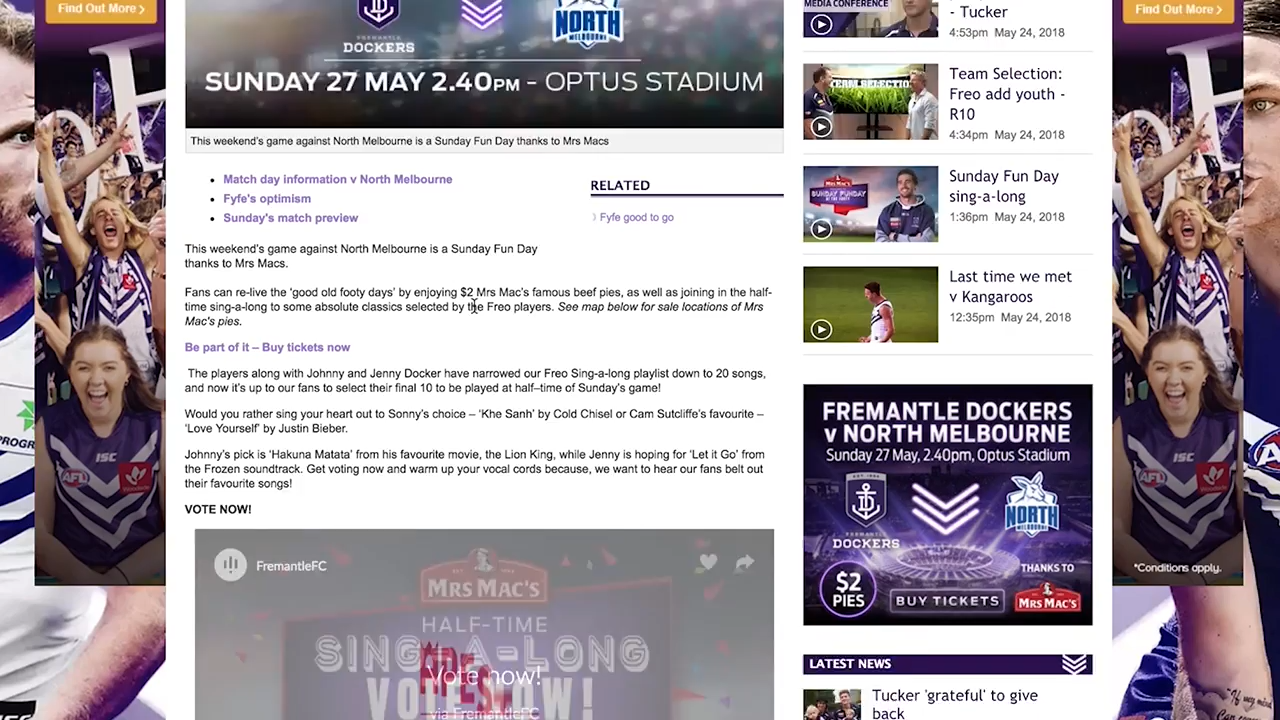 Find Out More >
DOCKERS
NORTH
MELBOURNE
SUNDAY 27 MAY 2.40PM – OPTUS STADIUM
This weekend's game against North Melbourne is a Sunday Fun Day thanks to Mrs Macs
Match day information v North Melbourne
Fyfe's optimism
Sunday's match preview
RELATED
Fyfe good to go
This weekend's game against North Melbourne is a Sunday Fun Day
thanks to Mrs Macs.
Fans can re-live the 'good old footy days' by enjoying $2 Mrs Mac's famous beef pies, as well as joining in the half-
time sing-a-long to some absolute classics selected by the Freo players. See map below for sale locations of Mrs
Mac's pies.
Be part of it – Buy tickets now
The players along with Johnny and Jenny Docker have narrowed our Freo Sing-a-long playlist down to 20 songs,
and now it's up to our fans to select their final 10 to be played at half–time of Sunday's game!
Would you rather sing your heart out to Sonny's choice – 'Khe Sanh' by Cold Chisel or Cam Sutcliffe's favourite –
'Love Yourself' by Justin Bieber.
Johnny's pick is 'Hakuna Matata' from his favourite movie, the Lion King, while Jenny is hoping for 'Let it Go' from
the Frozen soundtrack. Get voting now and warm up your vocal cords because, we want to hear our fans belt out
their favourite songs!
VOTE NOW!
FremantleFC
MRS MAC'S
HALF-TIME
SING-A-LONG
VOTE NOW!
Vote now!
via FremantleFC
MEDIA CONFERENCE
- Tucker
4:53pm May 24, 2018
TEAM SELECTION
Team Selection:
Freo add youth -
R10
4:34pm May 24, 2018
Sunday Fun Day
sing-a-long
1:36pm May 24, 2018
Last time we met
v Kangaroos
12:35pm May 24, 2018
FREMANTLE DOCKERS
v NORTH MELBOURNE
Sunday 27 May, 2.40pm, Optus Stadium
DOCKERS
NORTH
THANKS TO
$2
PIES
BUY TICKETS
MRS MAC'S
LATEST NEWS
Tucker 'grateful' to give
back
Find Out More >
ISC
AFL
ISC
AFL
*Conditions apply.